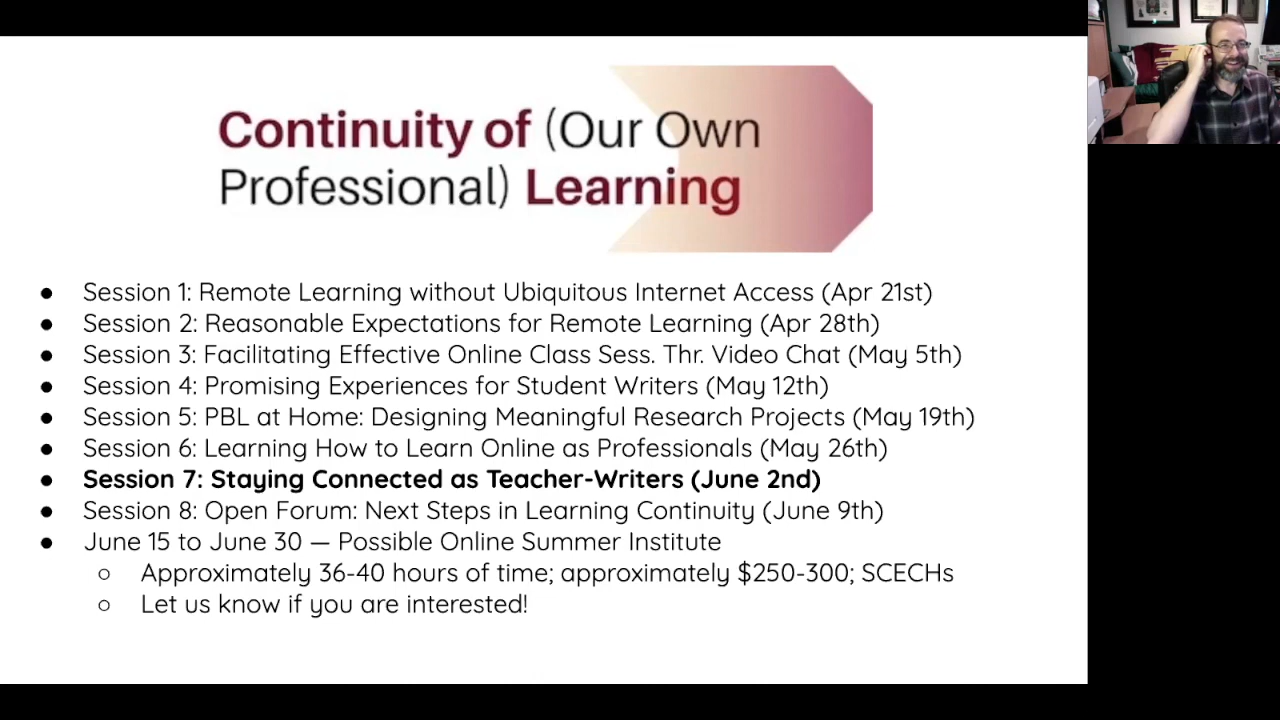 Continuity of (Our Own
Professional) Learning
● Session 1: Remote Learning without Ubiquitous Internet Access (Apr 21st)
● Session 2: Reasonable Expectations for Remote Learning (Apr 28th)
● Session 3: Facilitating Effective Online Class Sess. Thr. Video Chat (May 5th)
● Session 4: Promising Experiences for Student Writers (May 12th)
● Session 5: PBL at Home: Designing Meaningful Research Projects (May 19th)
● Session 6: Learning How to Learn Online as Professionals (May 26th)
● Session 7: Staying Connected as Teacher-Writers (June 2nd)
● Session 8: Open Forum: Next Steps in Learning Continuity (June 9th)
● June 15 to June 30 — Possible Online Summer Institute
○ Approximately 36-40 hours of time; approximately $250-300; SCECHs
○ Let us know if you are interested!